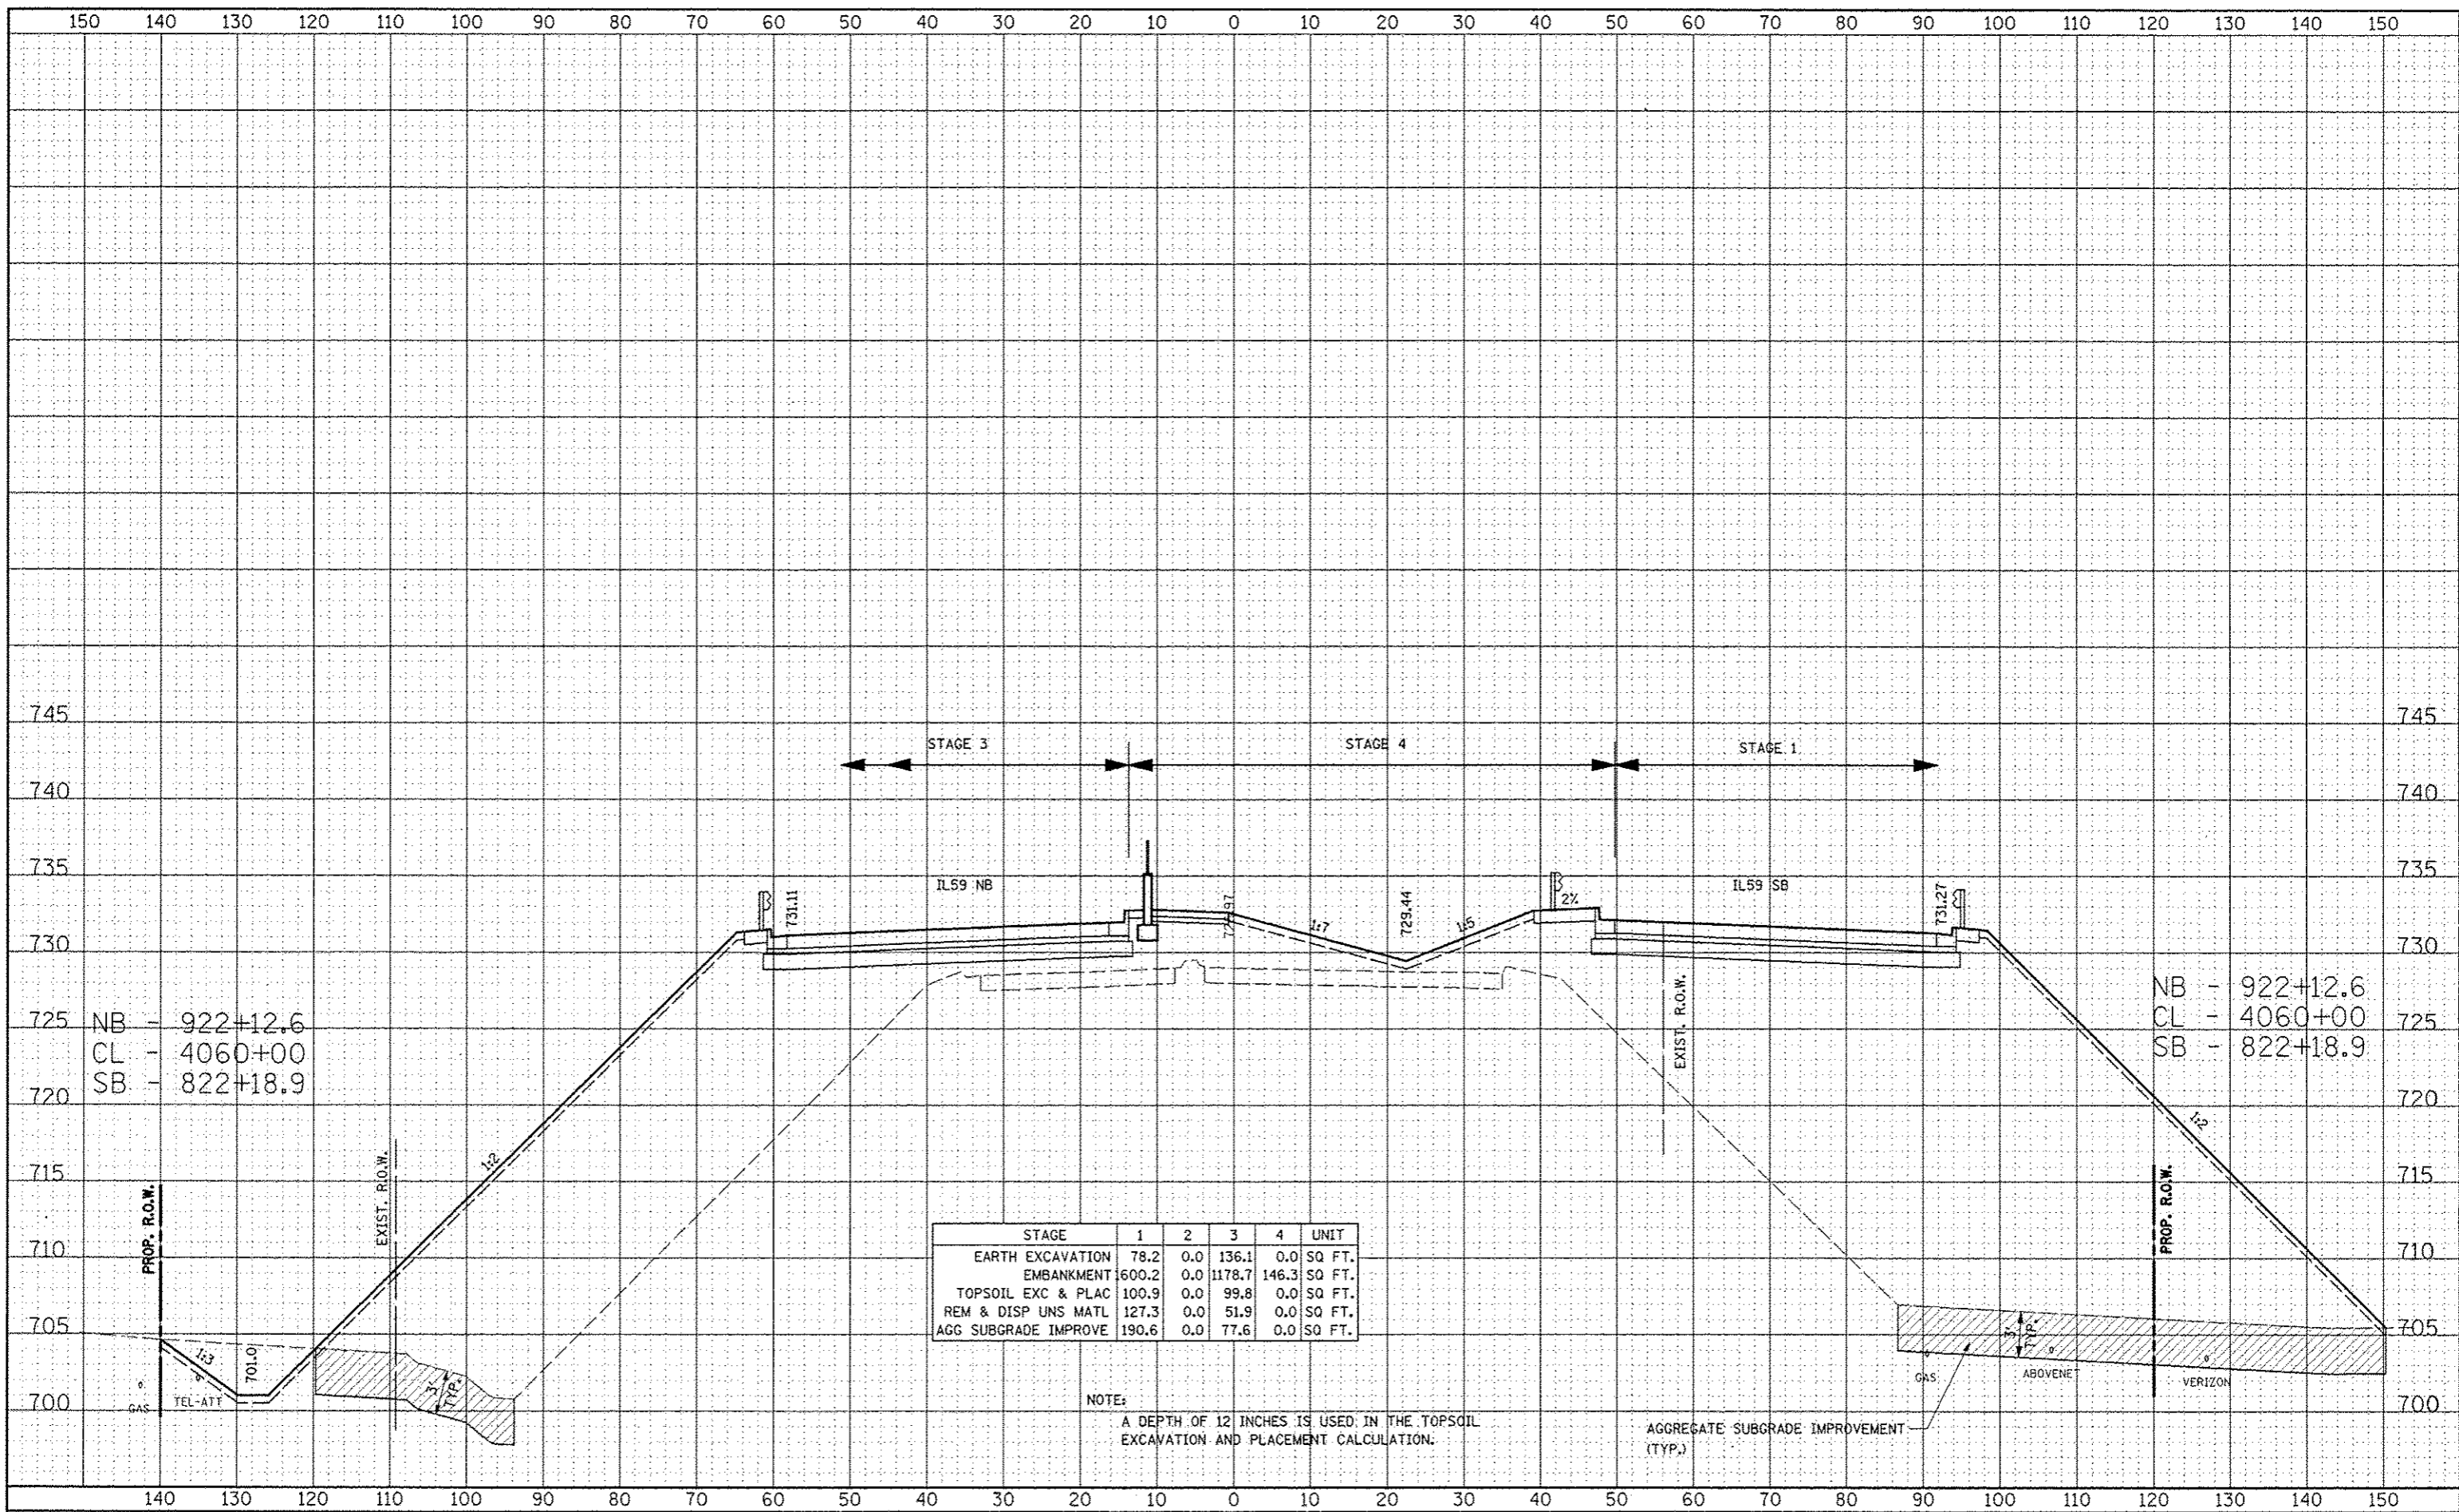 150 140 130 120 110 100 90 80 70 60 50 40 30 20 10 0 10 20 30 40 50 60 70 80 90 100 110 120 130 140 150
745 745
STAGE 3 STAGE 4 STAGE 1
740 740
735 735
IL59 NB IL59 SB
731.11
729.44
2%
731.27
1:7
1:5
730 730
EXIST. R.O.W.
725 725
NB - 922+12.6
CL - 4060+00
SB - 822+18.9
NB - 922+12.6
CL - 4060+00
SB - 822+18.9
720 720
1:2
1:2
715 715
PROP. R.O.W.
EXIST. R.O.W.
PROP. R.O.W.
710 710
STAGE 1 2 3 4 UNIT
EARTH EXCAVATION 78.2 0.0 136.1 0.0 SQ FT.
EMBANKMENT 1600.2 0.0 1178.7 146.3 SQ FT.
TOPSOIL EXC & PLAC 100.9 0.0 99.8 0.0 SQ FT.
REM & DISP UNS MATL 127.3 0.0 51.9 0.0 SQ FT.
AGG SUBGRADE IMPROVE 190.6 0.0 77.6 0.0 SQ FT.
705 705
1:3
701.0
3' TYP.
3' TYP.
GAS TEL-ATT
GAS ABOVENET VERIZON
700 700
NOTE:
A DEPTH OF 12 INCHES IS USED IN THE TOPSOIL
EXCAVATION AND PLACEMENT CALCULATION.
AGGREGATE SUBGRADE IMPROVEMENT
(TYP.)
140 130 120 110 100 90 80 70 60 50 40 30 20 10 0 10 20 30 40 50 60 70 80 90 100 110 120 130 140